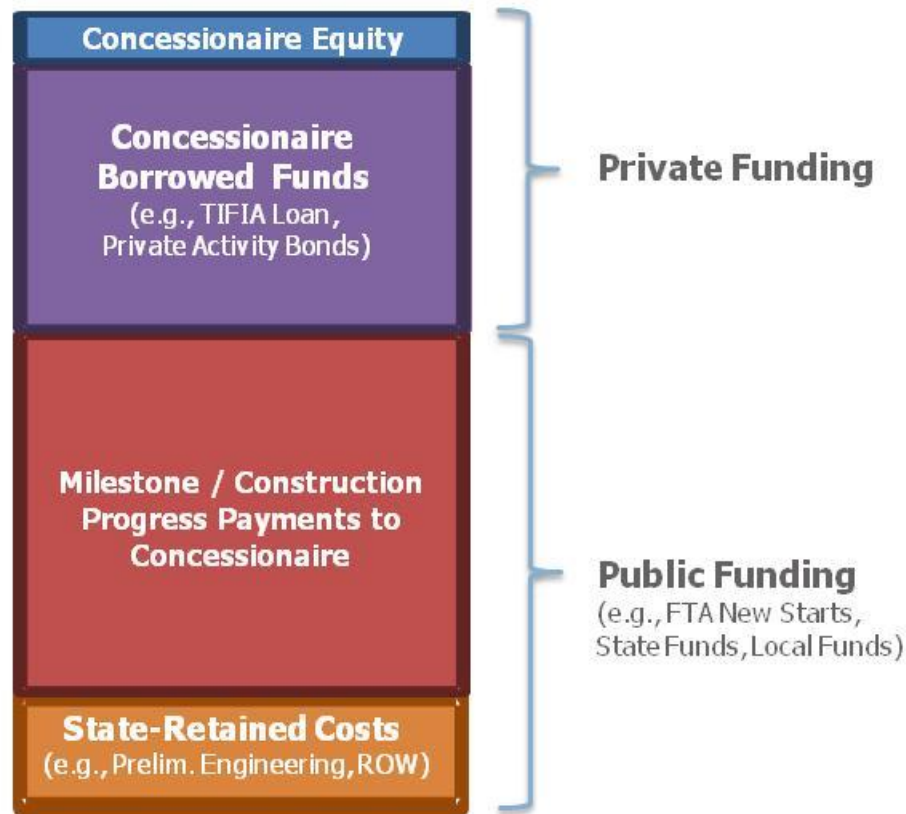 Concessionaire Equity
Concessionaire
Borrowed Funds
(e.g., TIFIA Loan,
Private Activity Bonds)
Private Funding
Milestone / Construction
Progress Payments to
Concessionaire
Public Funding
(e.g., FTA New Starts,
State Funds, Local Funds)
State-Retained Costs
(e.g., Prelim. Engineering, ROW)